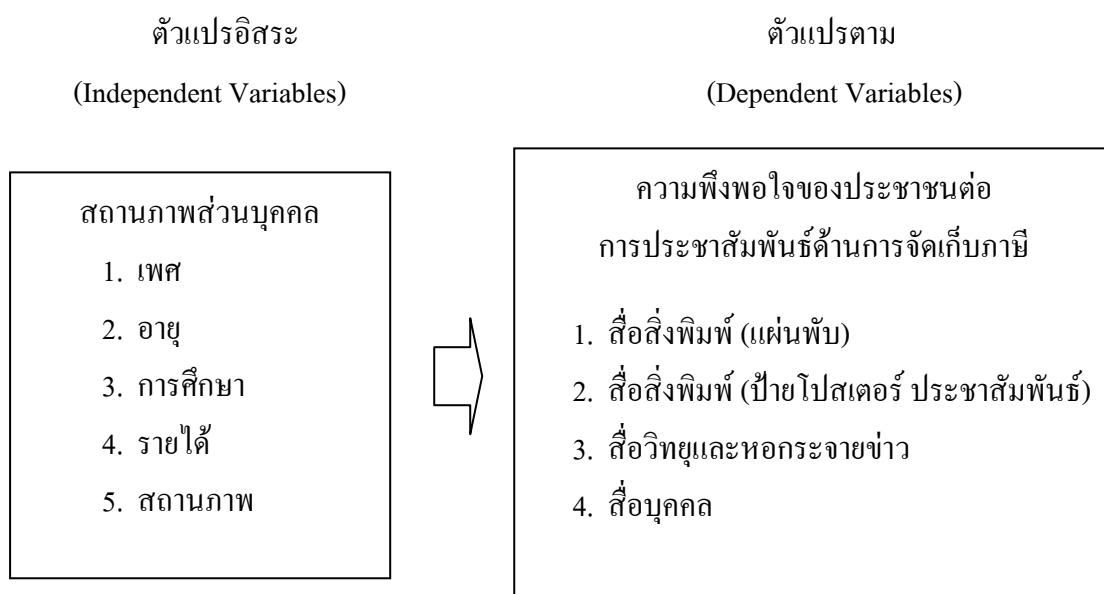 ตัวแปรอิสระ
(Independent Variables)
สถานภาพส่วนบุคคล
1. เพศ
2. อายุ
3. การศึกษา
4. รายได้
5. สถานภาพ
ตัวแปรตาม
(Dependent Variables)
ความพึงพอใจของประชาชนต่อ
การประชาสัมพันธ์ด้านการจัดเก็บภาษี
1. สื่อสิ่งพิมพ์ (แผ่นพับ)
2. สื่อสิ่งพิมพ์ (ป้ายโปสเตอร์ ประชาสัมพันธ์)
3. สื่อวิทยุและหอกระจายข่าว
4. สื่อบุคคล